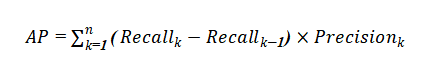 AP = ∑ₖ₌₁ⁿ (Recallₖ − Recallₖ₋₁) × Precisionₖ